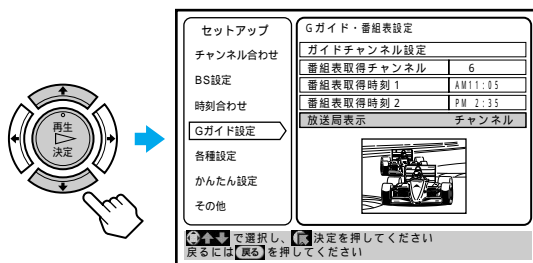 再生
決定
セットアップ
チャンネル合わせ
BS設定
時刻合わせ
Gガイド設定
各種設定
かんたん設定
その他
Gガイド・番組表設定
ガイドチャンネル設定
番組表取得チャンネル 6
番組表取得時刻1 AM11:05
番組表取得時刻2 PM 2:35
放送局表示 チャンネル
で選択し、 決定を押してください
戻るには 戻る を押してください